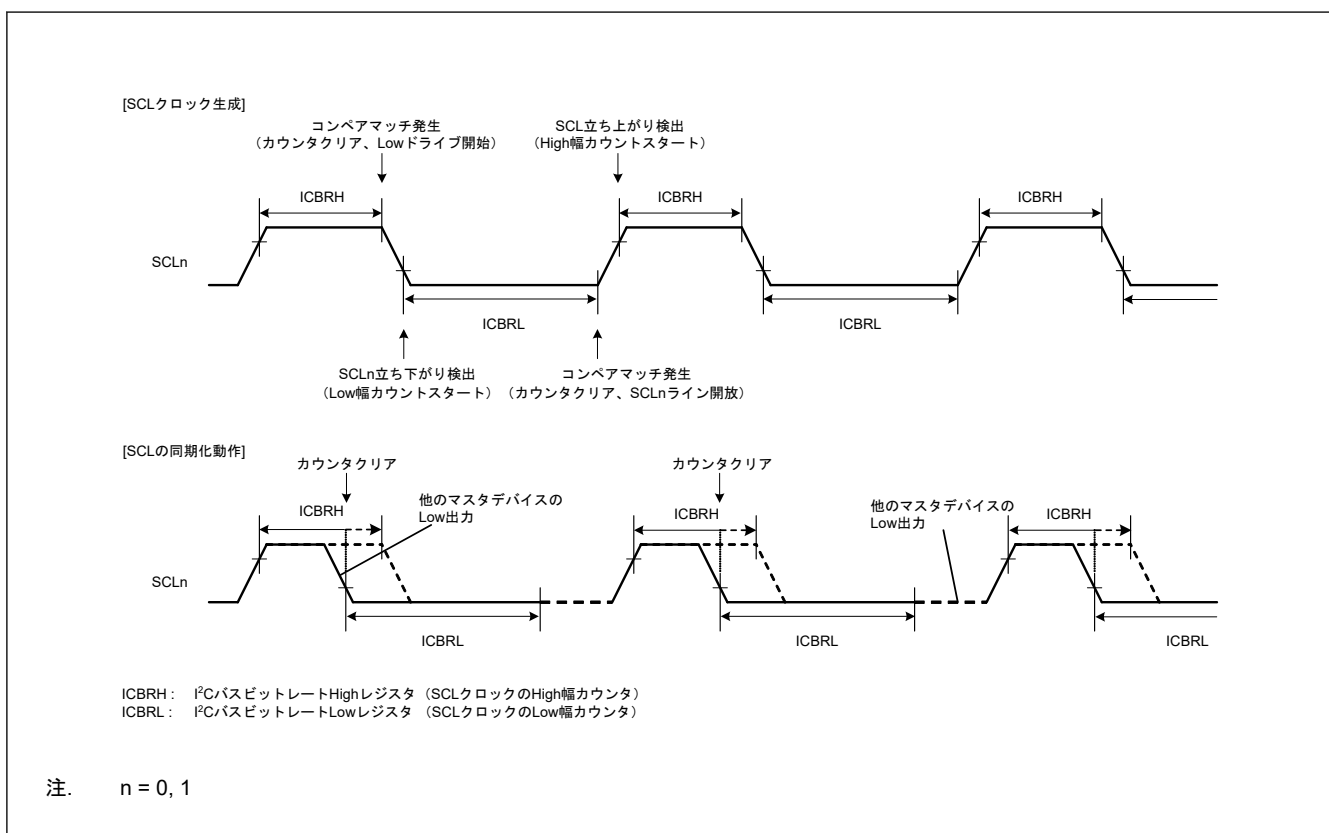 [SCLクロック生成]
コンペアマッチ発生
（カウンタクリア、Lowドライブ開始）
SCL立ち上がり検出
（High幅カウントスタート）
ICBRH
ICBRH
ICBRH
SCLn
ICBRL
ICBRL
SCLn立ち下がり検出
（Low幅カウントスタート）
コンペアマッチ発生
（カウンタクリア、SCLnライン開放）
[SCLの同期化動作]
カウンタクリア
カウンタクリア
他のマスタデバイスの
Low出力
他のマスタデバイスの
Low出力
ICBRH
ICBRH
ICBRH
SCLn
ICBRL
ICBRL
ICBRL
ICBRH : I²CバスビットレートHighレジスタ（SCLクロックのHigh幅カウンタ）
ICBRL : I²CバスビットレートLowレジスタ （SCLクロックのLow幅カウンタ）
注. n = 0, 1